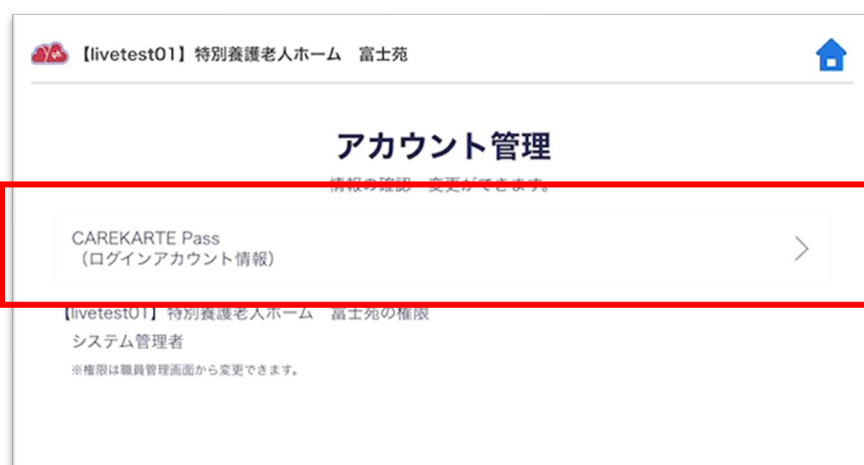 【livetest01】特別養護老人ホーム　富士苑
アカウント管理
情報の確認　変更ができます。
CAREKARTE Pass
（ログインアカウント情報）
【livetest01】特別養護老人ホーム　富士苑の権限
システム管理者
※権限は職員管理画面から変更できます。